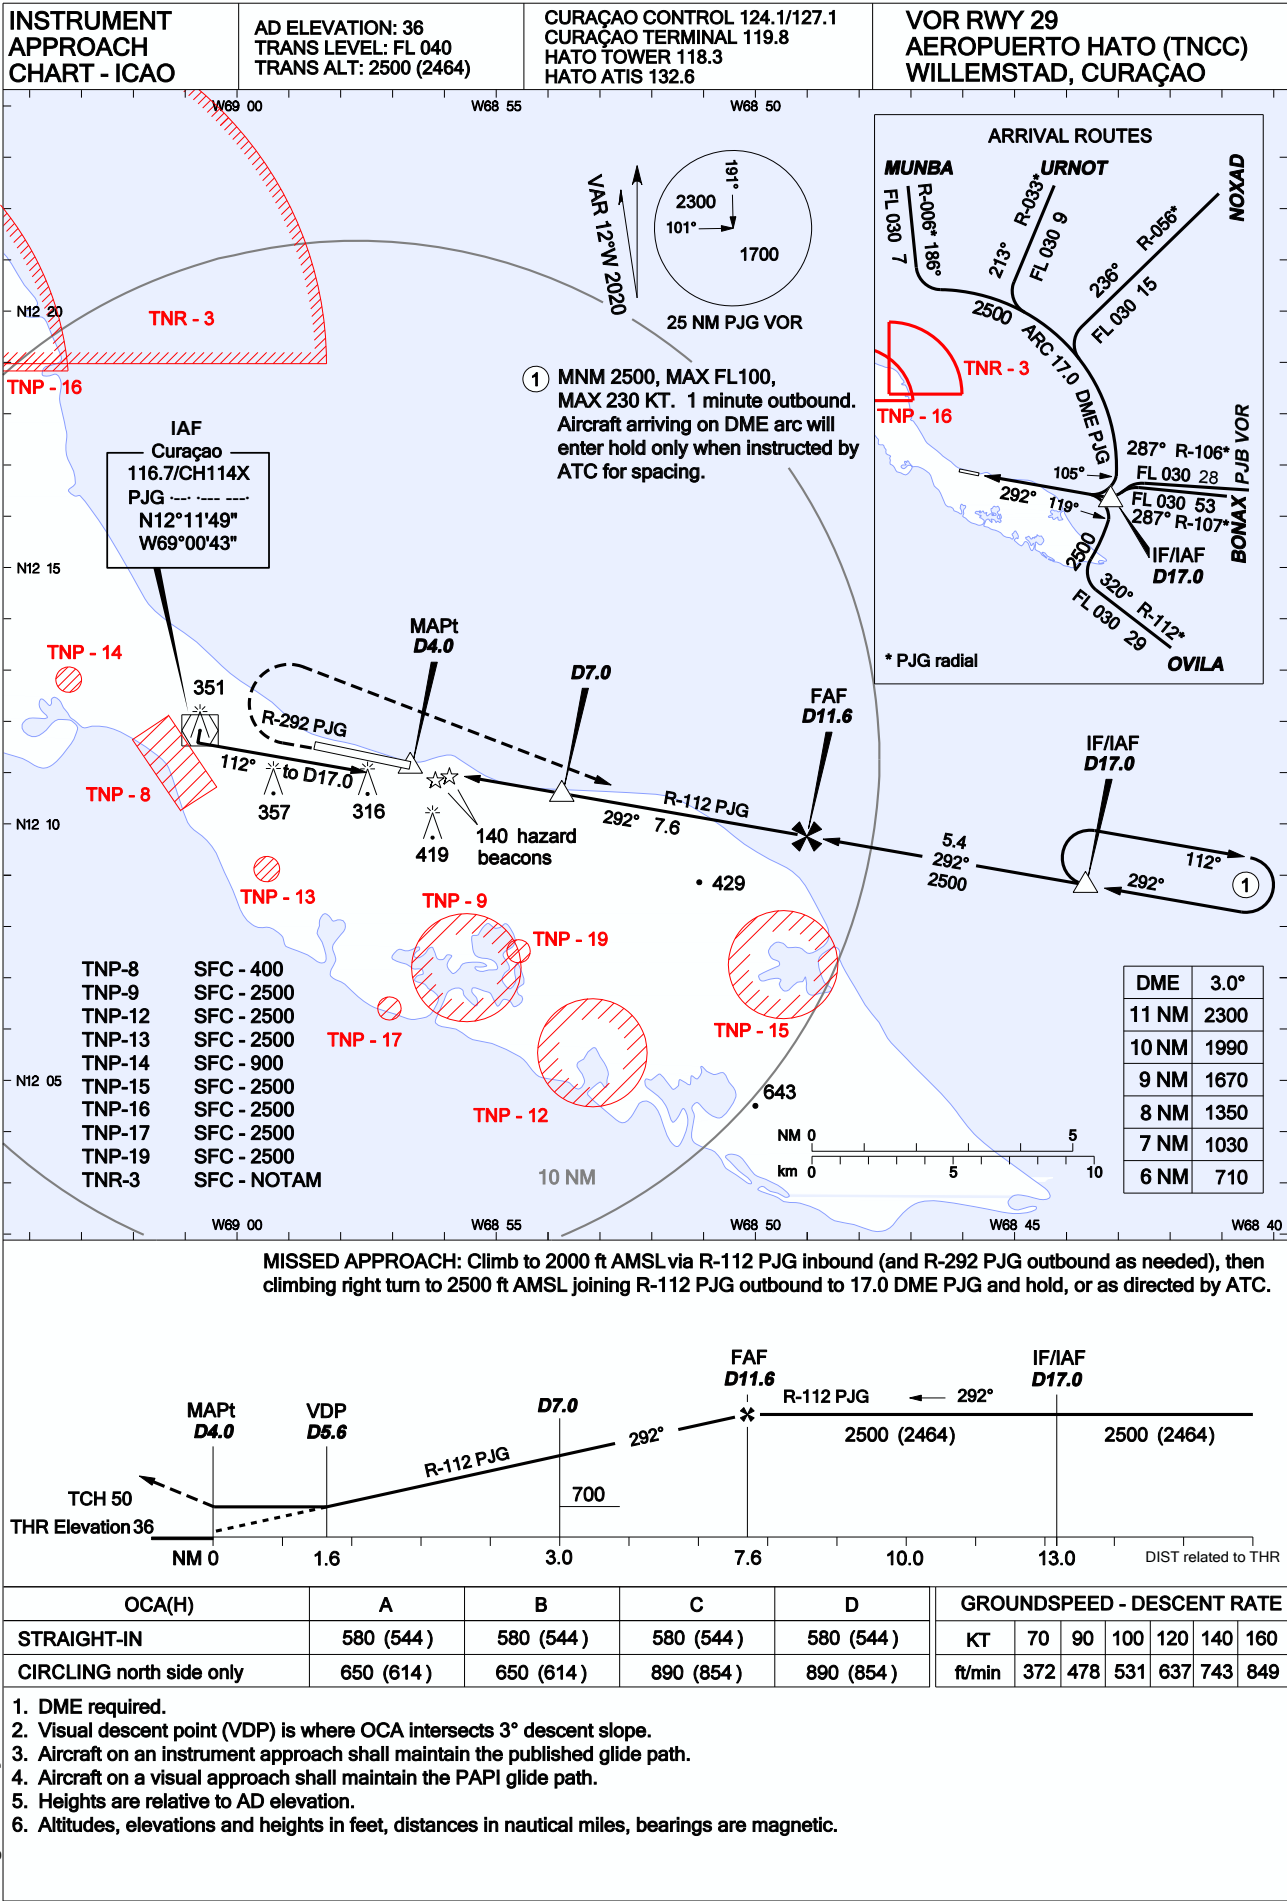 INSTRUMENT
APPROACH
CHART - ICAO
AD ELEVATION: 36
TRANS LEVEL: FL 040
TRANS ALT: 2500 (2464)
CURAÇAO CONTROL 124.1/127.1
CURAÇAO TERMINAL 119.8
HATO TOWER 118.3
HATO ATIS 132.6
VOR RWY 29
AEROPUERTO HATO (TNCC)
WILLEMSTAD, CURAÇAO
W69 00
W68 55
W68 50
ARRIVAL ROUTES
MUNBA
URNOT
NOXAD
R-006* 186°
FL 030 7
R-033*
213°
FL 030 9
R-056*
236°
FL 030 15
2500
ARC 17.0 DME PJG
TNR - 3
TNP - 16
287° R-106*
FL 030 28
PJB VOR
FL 030 53
287° R-107*
BONAX
105°
292°
119°
2500
IF/IAF
D17.0
320° R-112*
FL 030 29
OVILA
* PJG radial
VAR 12°W 2020
191°
2300
101°
1700
25 NM PJG VOR
N12 20
TNR - 3
TNP - 16
1 MNM 2500, MAX FL100,
MAX 230 KT. 1 minute outbound.
Aircraft arriving on DME arc will
enter hold only when instructed by
ATC for spacing.
IAF
Curaçao
116.7/CH114X
PJG ·--· ·--- ---·
N12°11'49"
W69°00'43"
N12 15
TNP - 14
351
R-292 PJG
112°
to D17.0
MAPt
D4.0
D7.0
FAF
D11.6
IF/IAF
D17.0
TNP - 8
357
316
419
140 hazard
beacons
R-112 PJG
292° 7.6
5.4
292°
2500
112°
292°
1
N12 10
429
TNP - 13
TNP - 9
TNP - 19
TNP - 17
TNP - 15
TNP - 12
643
TNP-8 SFC - 400
TNP-9 SFC - 2500
TNP-12 SFC - 2500
TNP-13 SFC - 2500
TNP-14 SFC - 900
TNP-15 SFC - 2500
TNP-16 SFC - 2500
TNP-17 SFC - 2500
TNP-19 SFC - 2500
TNR-3 SFC - NOTAM
N12 05
10 NM
NM 0 5
km 0 5 10
DME 3.0°
11 NM 2300
10 NM 1990
9 NM 1670
8 NM 1350
7 NM 1030
6 NM 710
W69 00
W68 55
W68 50
W68 45
W68 40
MISSED APPROACH: Climb to 2000 ft AMSL via R-112 PJG inbound (and R-292 PJG outbound as needed), then
climbing right turn to 2500 ft AMSL joining R-112 PJG outbound to 17.0 DME PJG and hold, or as directed by ATC.
MAPt
D4.0
VDP
D5.6
D7.0
FAF
D11.6
IF/IAF
D17.0
R-112 PJG
292°
R-112 PJG
292°
2500 (2464)
2500 (2464)
700
TCH 50
THR Elevation 36
NM 0 1.6 3.0 7.6 10.0 13.0 DIST related to THR
OCA(H) A B C D
STRAIGHT-IN 580 (544) 580 (544) 580 (544) 580 (544)
CIRCLING north side only 650 (614) 650 (614) 890 (854) 890 (854)
GROUNDSPEED - DESCENT RATE
KT 70 90 100 120 140 160
ft/min 372 478 531 637 743 849
1. DME required.
2. Visual descent point (VDP) is where OCA intersects 3° descent slope.
3. Aircraft on an instrument approach shall maintain the published glide path.
4. Aircraft on a visual approach shall maintain the PAPI glide path.
5. Heights are relative to AD elevation.
6. Altitudes, elevations and heights in feet, distances in nautical miles, bearings are magnetic.